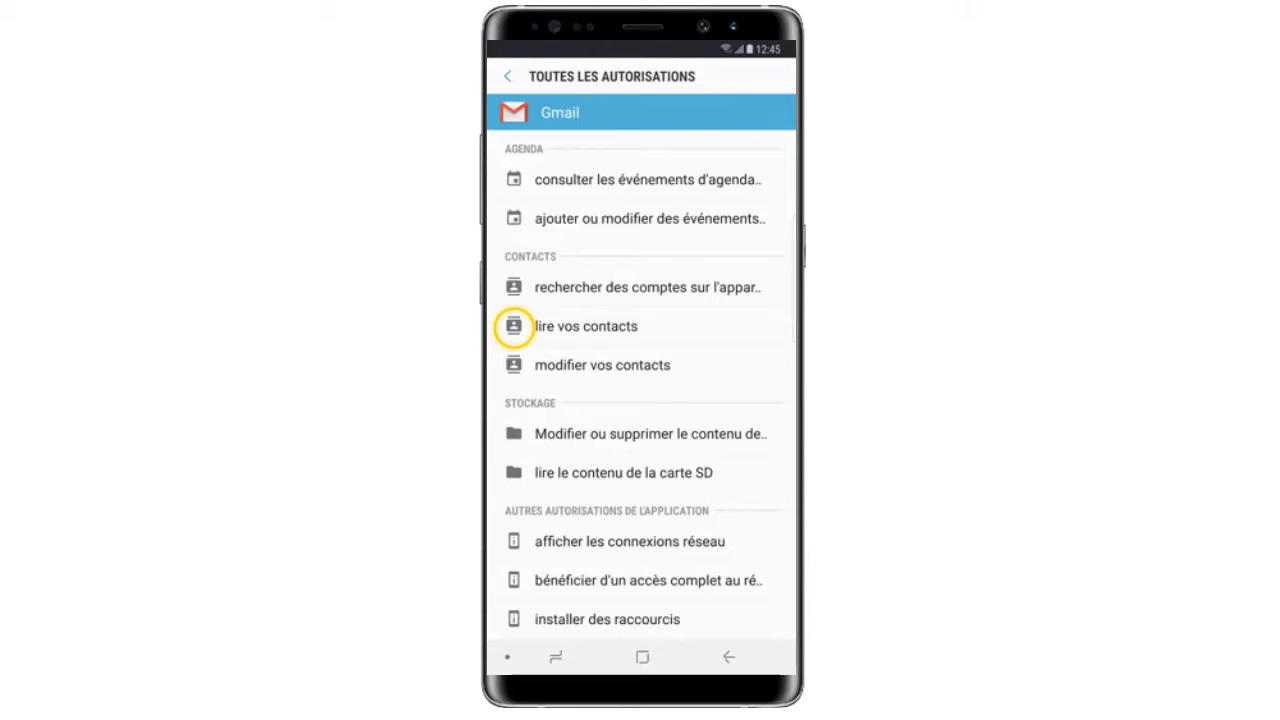 12:45
TOUTES LES AUTORISATIONS
Gmail
AGENDA
consulter les événements d'agenda..
ajouter ou modifier des événements..
CONTACTS
rechercher des comptes sur l'appar..
lire vos contacts
modifier vos contacts
STOCKAGE
Modifier ou supprimer le contenu de..
lire le contenu de la carte SD
AUTRES AUTORISATIONS DE L'APPLICATION
afficher les connexions réseau
bénéficier d'un accès complet au ré..
installer des raccourcis